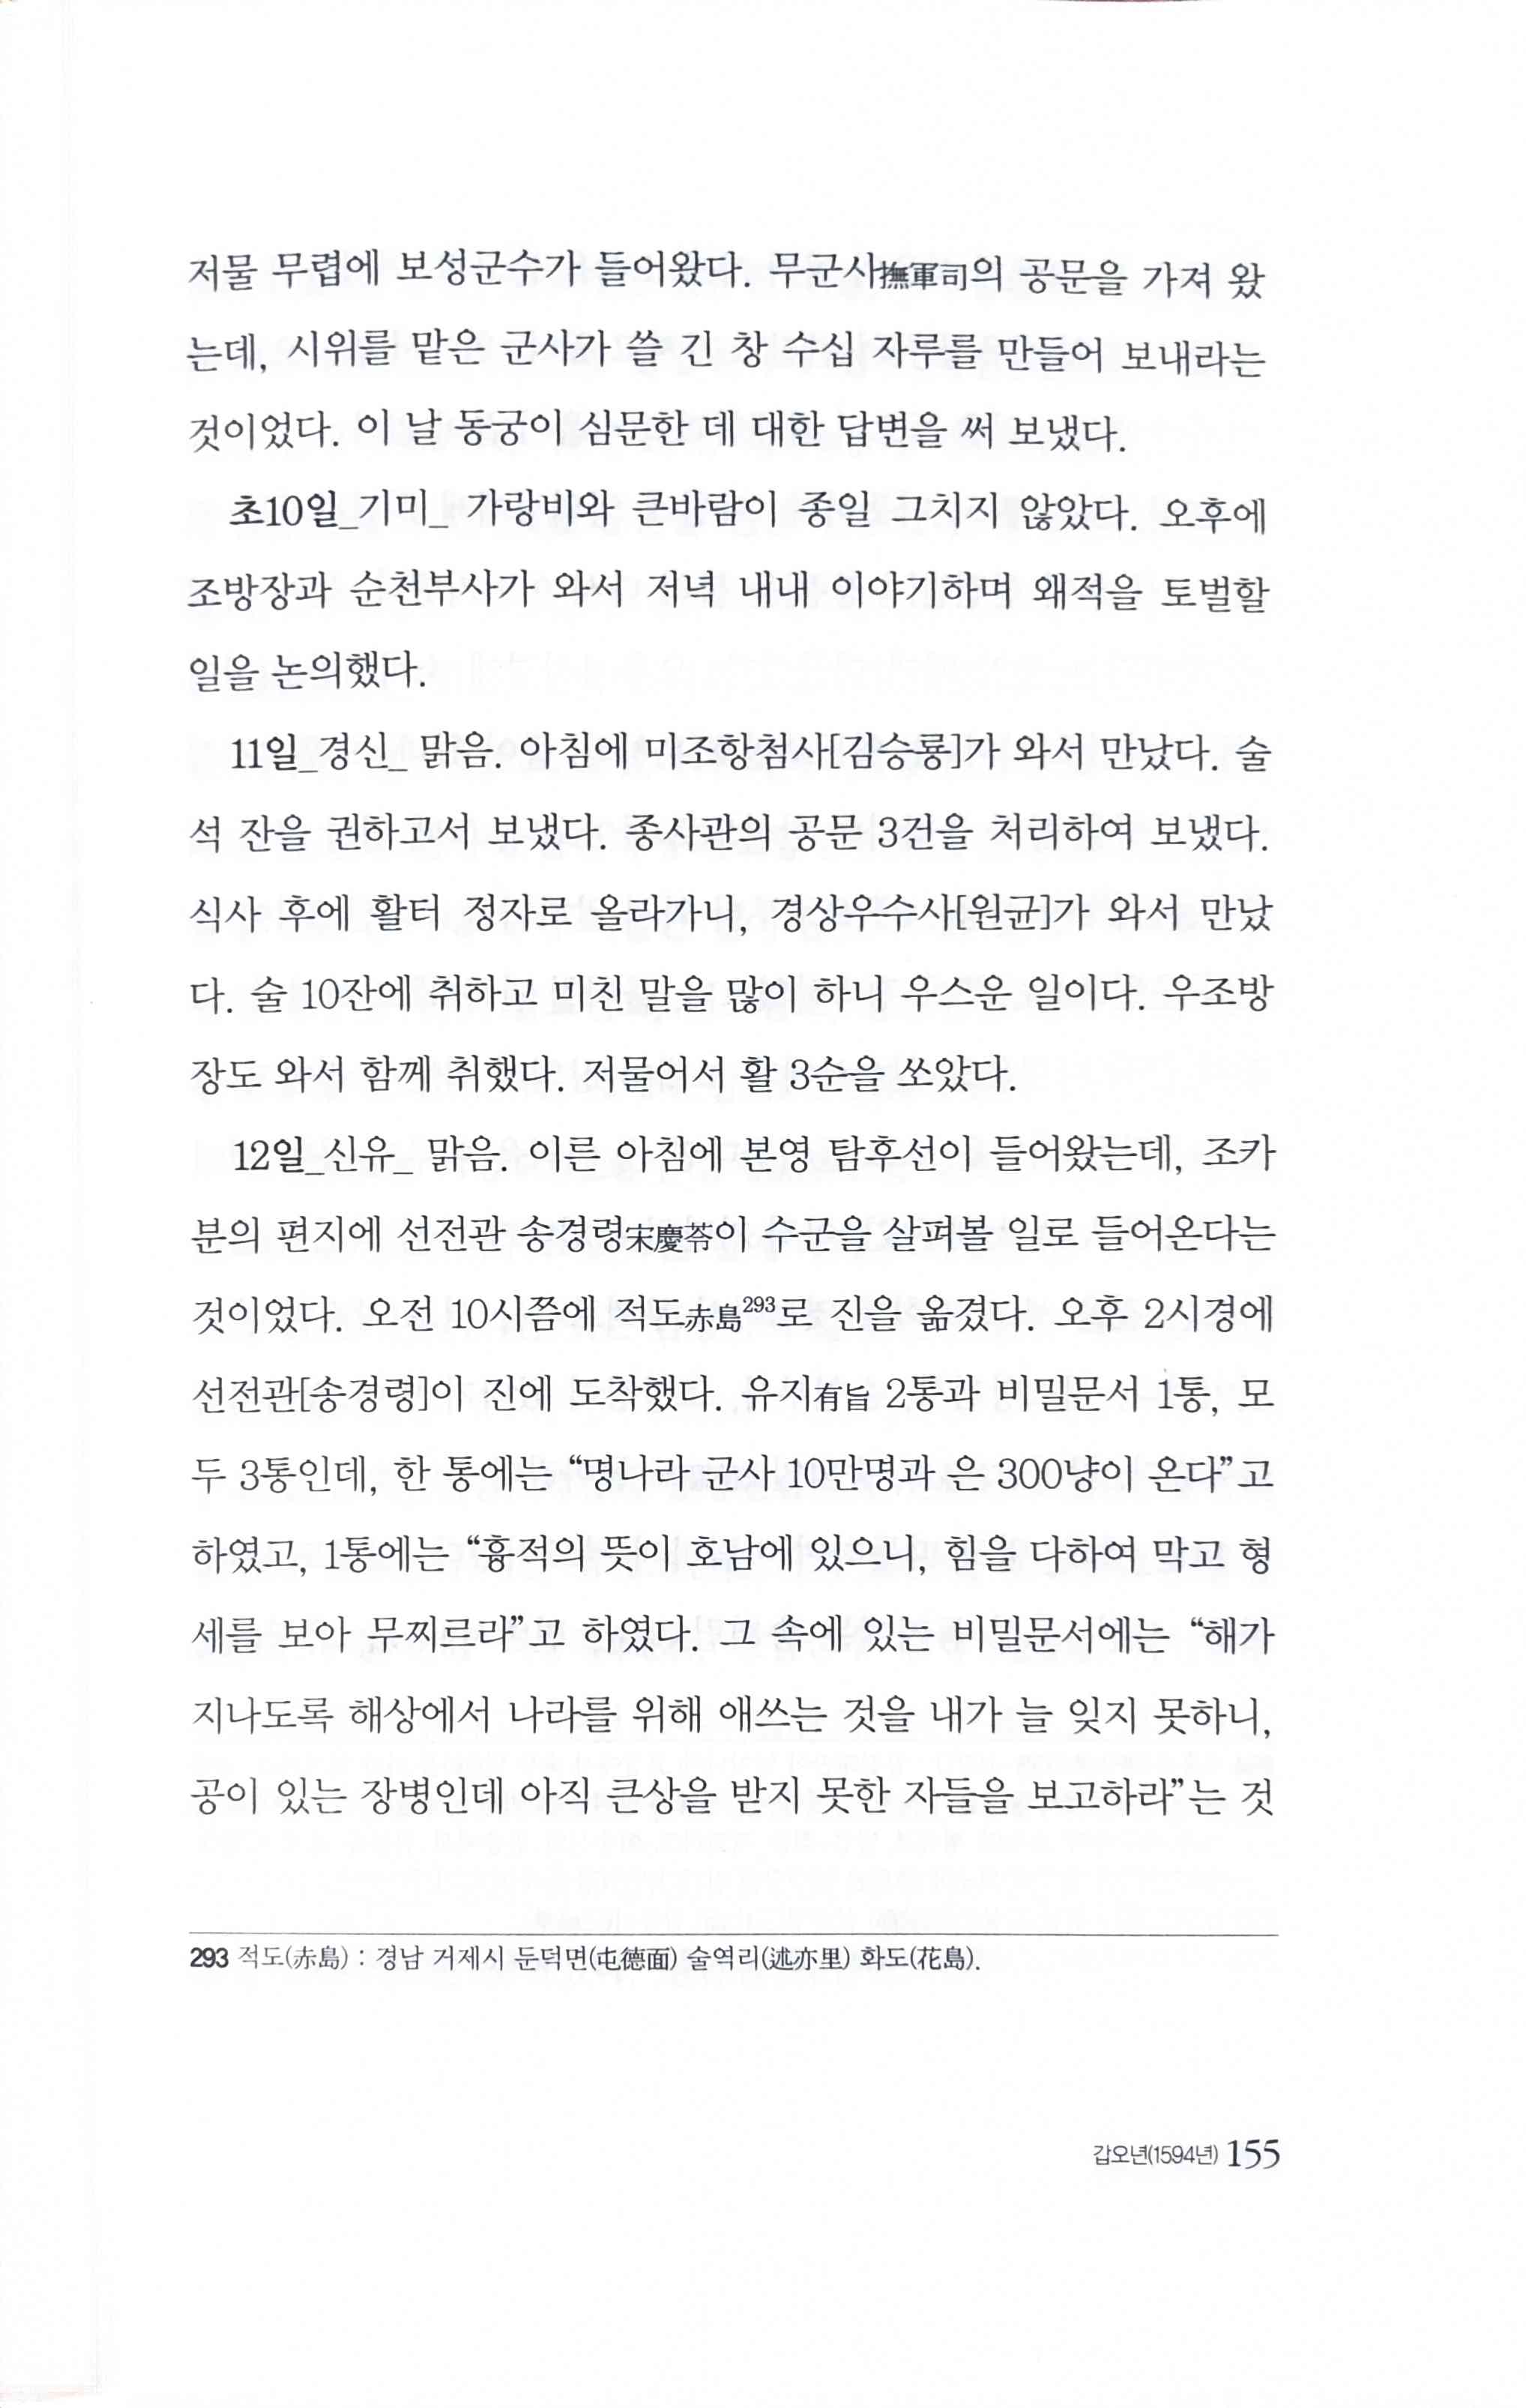 저물 무렵에 보성군수가 들어왔다. 무군사撫軍司의 공문을 가져 왔
는데, 시위를 맡은 군사가 쓸 긴 창 수십 자루를 만들어 보내라는
것이었다. 이 날 동궁이 심문한 데 대한 답변을 써 보냈다.
초10일_기미_ 가랑비와 큰바람이 종일 그치지 않았다. 오후에
조방장과 순천부사가 와서 저녁 내내 이야기하며 왜적을 토벌할
일을 논의했다.
11일_경신_ 맑음. 아침에 미조항첨사[김승룡]가 와서 만났다. 술
석 잔을 권하고서 보냈다. 종사관의 공문 3건을 처리하여 보냈다.
식사 후에 활터 정자로 올라가니, 경상우수사[원균]가 와서 만났
다. 술 10잔에 취하고 미친 말을 많이 하니 우스운 일이다. 우조방
장도 와서 함께 취했다. 저물어서 활 3순을 쏘았다.
12일_신유_ 맑음. 이른 아침에 본영 탐후선이 들어왔는데, 조카
분의 편지에 선전관 송경령宋慶苓이 수군을 살펴볼 일로 들어온다는
것이었다. 오전 10시쯤에 적도赤島293로 진을 옮겼다. 오후 2시경에
선전관[송경령]이 진에 도착했다. 유지有旨 2통과 비밀문서 1통, 모
두 3통인데, 한 통에는 “명나라 군사 10만명과 은 300냥이 온다”고
하였고, 1통에는 “흉적의 뜻이 호남에 있으니, 힘을 다하여 막고 형
세를 보아 무찌르라”고 하였다. 그 속에 있는 비밀문서에는 “해가
지나도록 해상에서 나라를 위해 애쓰는 것을 내가 늘 잊지 못하니,
공이 있는 장병인데 아직 큰상을 받지 못한 자들을 보고하라”는 것
293 적도(赤島) : 경남 거제시 둔덕면(屯德面) 술역리(述亦里) 화도(花島).
갑오년(1594년) 155